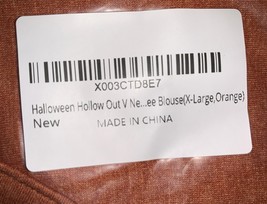 X003CTD8E7
Halloween Hollow Out V Ne...ee Blouse(X-Large,Orange)
New
MADE IN CHINA